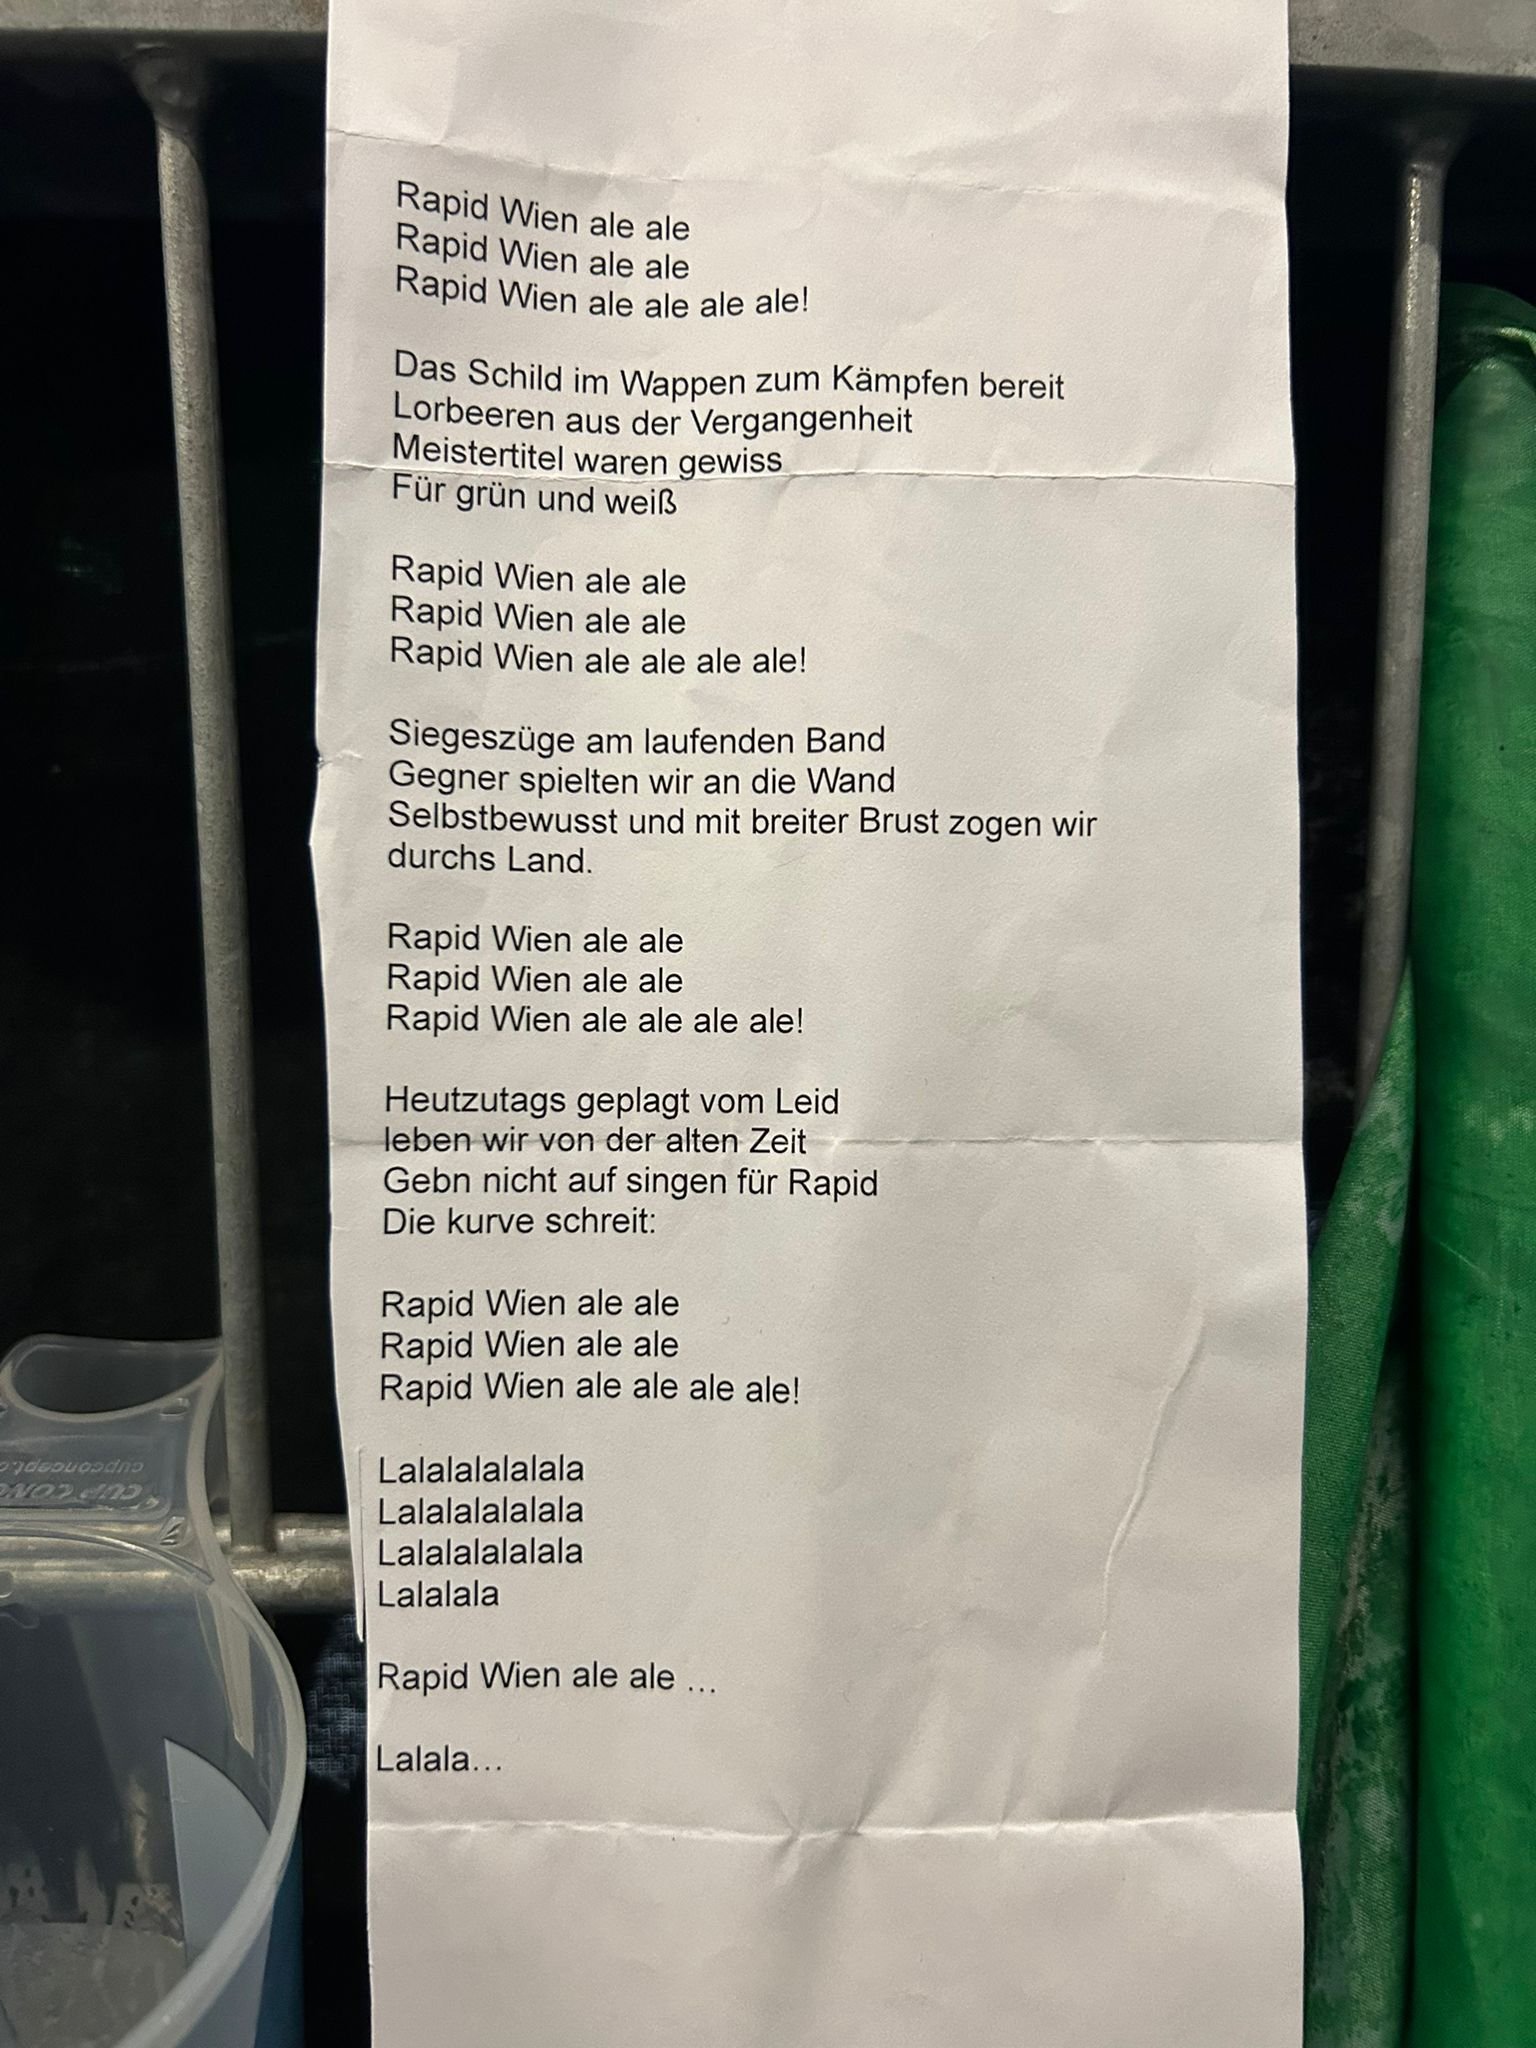 Rapid Wien ale ale
Rapid Wien ale ale
Rapid Wien ale ale ale ale!
Das Schild im Wappen zum Kämpfen bereit
Lorbeeren aus der Vergangenheit
Meistertitel waren gewiss
Für grün und weiß
Rapid Wien ale ale
Rapid Wien ale ale
Rapid Wien ale ale ale ale!
Siegeszüge am laufenden Band
Gegner spielten wir an die Wand
Selbstbewusst und mit breiter Brust zogen wir
durchs Land.
Rapid Wien ale ale
Rapid Wien ale ale
Rapid Wien ale ale ale ale!
Heutzutags geplagt vom Leid
leben wir von der alten Zeit
Gebn nicht auf singen für Rapid
Die kurve schreit:
Rapid Wien ale ale
Rapid Wien ale ale
Rapid Wien ale ale ale ale!
Lalalalalalala
Lalalalalalala
Lalalalalalala
Lalalala
Rapid Wien ale ale …
Lalala…